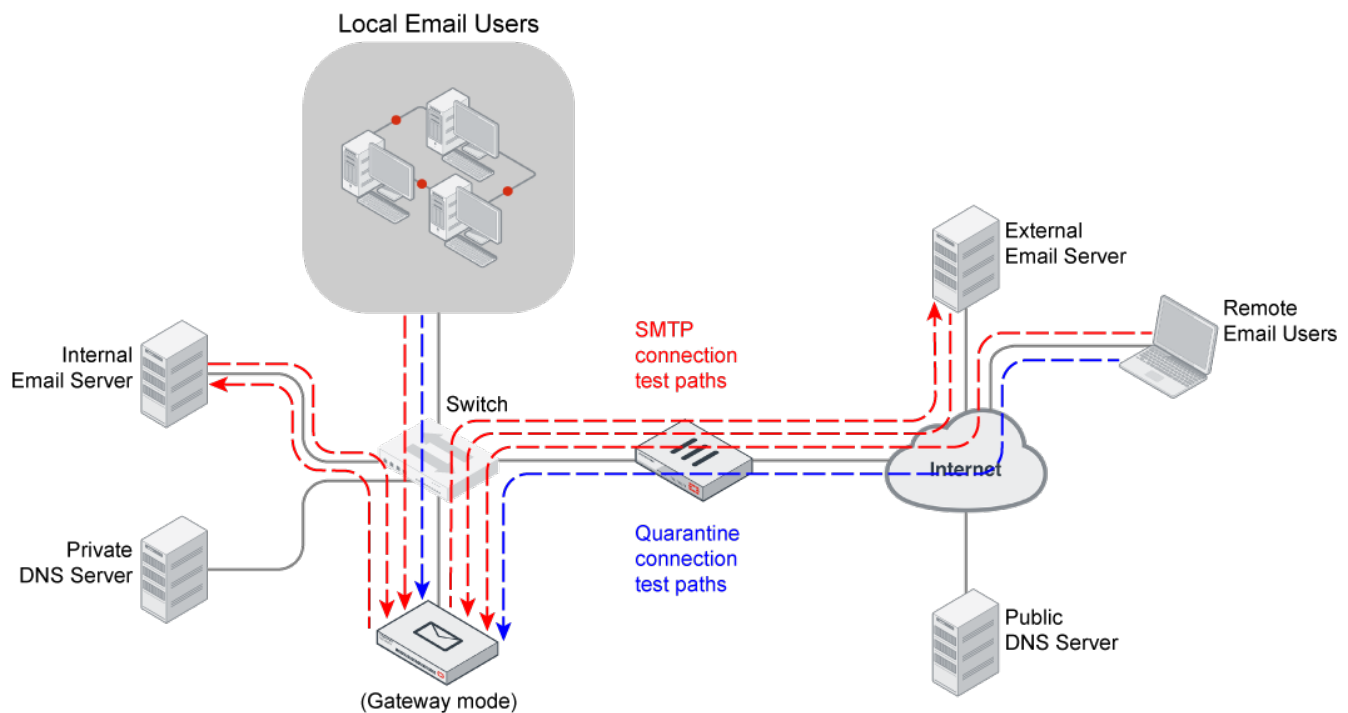 Local Email Users
External
Email Server
Remote
Email Users
SMTP
connection
test paths
Internal
Email Server
Switch
Internet
Quarantine
connection
test paths
Private
DNS Server
Public
DNS Server
(Gateway mode)